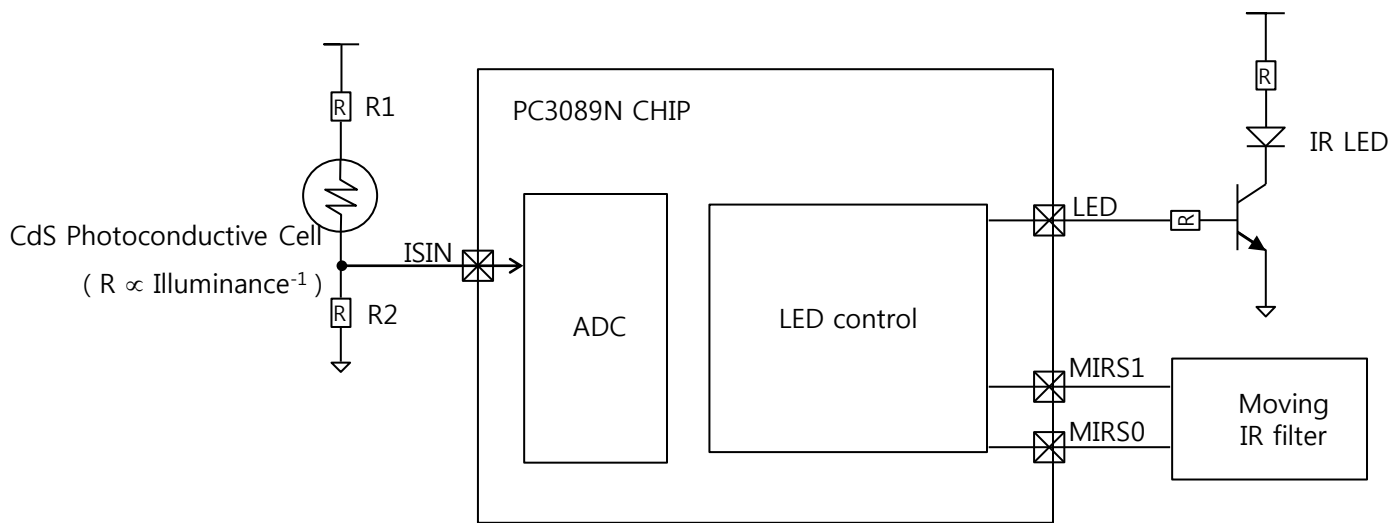 R
R1
CdS Photoconductive Cell
( R ∝ Illuminance-1 )
R
R2
ISIN
PC3089N CHIP
ADC
LED control
LED
MIRS1
MIRS0
R
R
IR LED
Moving
IR filter